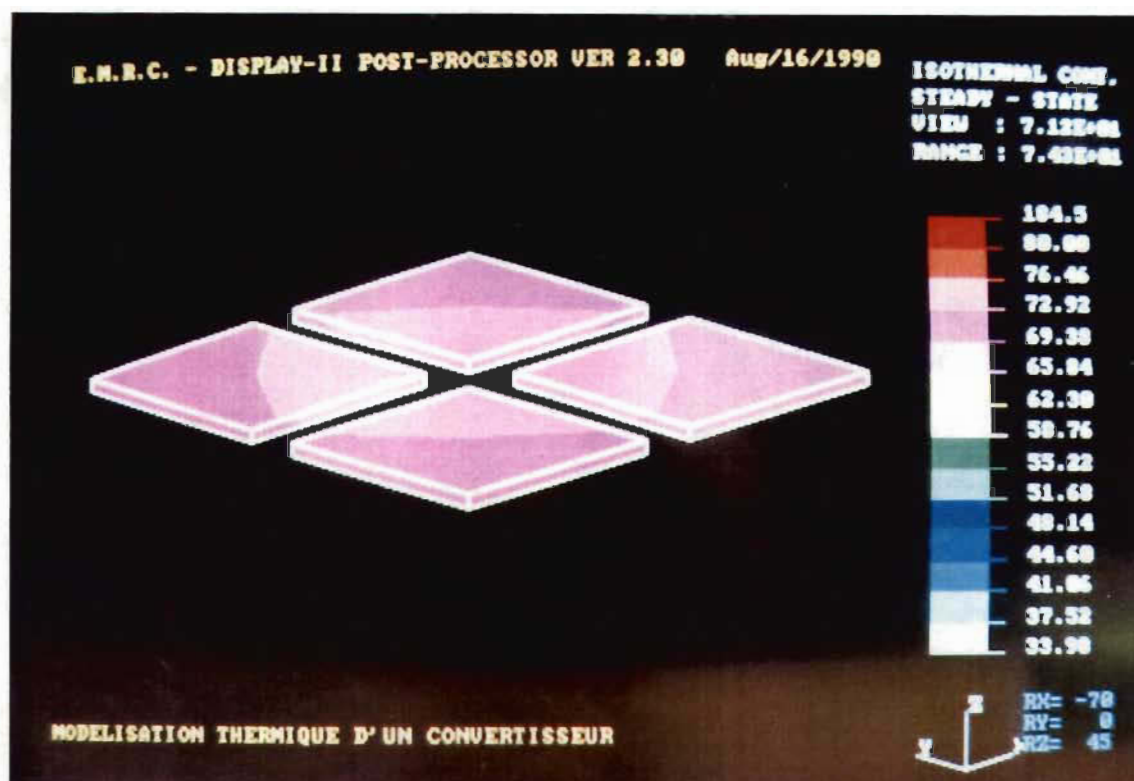 E.M.R.C. - DISPLAY-II POST-PROCESSOR VER 2.30 Aug/16/1990
ISOTHERMAL CONT.
STEADY - STATE
VIEW : 7.12E+01
RANGE : 7.43E+01
104.5
80.00
76.46
72.92
69.38
65.84
62.30
58.76
55.22
51.68
48.14
44.60
41.06
37.52
33.98
Z
Y
X
RX= -70
RY= 0
RZ= 45
MODELISATION THERMIQUE D'UN CONVERTISSEUR